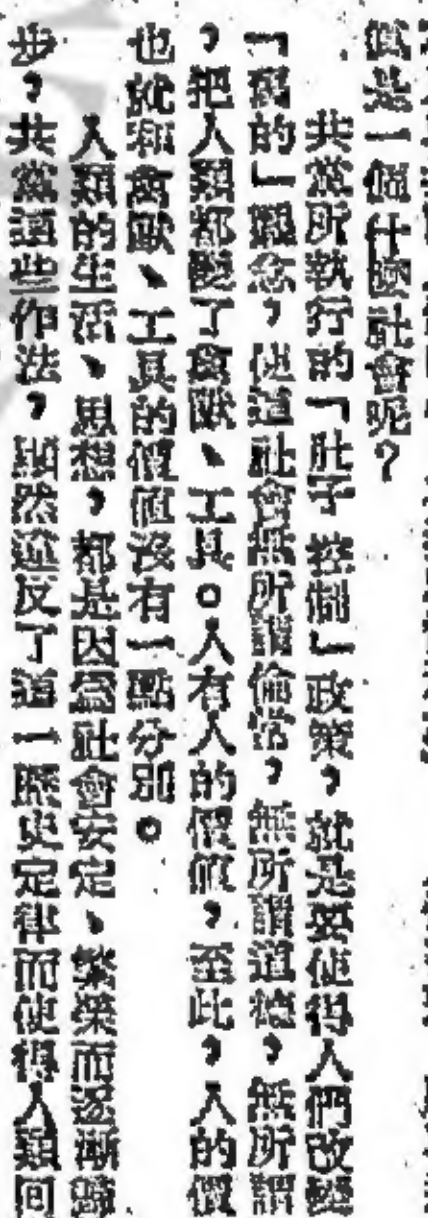 個是一個什麼社會呢?
共黨所執行的「肚子控制」政策,就是要使得人們改變
「舊的」觀念,使這社會無所謂倫常,無所謂道德,無所謂
,把人類都變了禽獸、工具。人有人的價值,至此,人的價
也就和禽獸、工具的價值沒有一點分別。
人類的生活、思想,都是因為社會安定、繁榮而逐漸
步,共黨這些作法,顯然違反了這一歷史定律而使得人類